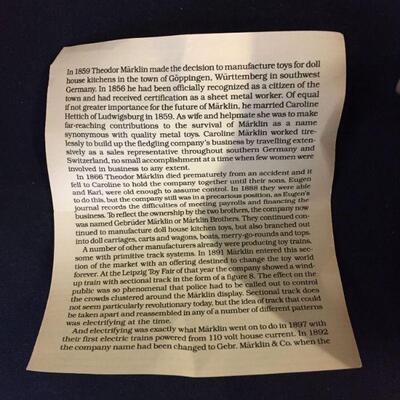 In 1859 Theodor Märklin made the decision to manufacture toys for doll
house kitchens in the town of Göppingen, Württemberg in southwest
Germany. In 1856 he had been officially recognized as a citizen of the
town and had received certification as a sheet metal worker. Of equal
if not greater importance for the future of Märklin, he married Caroline
Hettich of Ludwigsburg in 1859. As wife and helpmate she was to make
far-reaching contributions to the survival of Märklin as a name
synonymous with quality metal toys. Caroline Märklin worked tire-
lessly to build up the fledgling company's business by travelling exten-
sively as a sales representative throughout southern Germany and
Switzerland, no small accomplishment at a time when few women were
involved in business to any extent.
In 1866 Theodor Märklin died prematurely from an accident and it
fell to Caroline to hold the company together until their sons, Eugen
and Karl, were old enough to assume control. In 1888 they were able
to do this, but the company still was in a precarious position, as Eugen's
journal records the difficulties of meeting payrolls and financing the
business. To reflect the ownership by the two brothers, the company now
was named Gebrüder Märklin or Märklin Brothers. They continued con-
tinued to manufacture doll house kitchen toys, but also branched out
into doll carriages, carts and wagons, boats, merry-go-rounds and tops.
A number of other manufacturers already were producing toy trains,
some with primitive track systems. In 1891 Märklin entered this sec-
tion of the market with an offering destined to change the toy world
forever. At the Leipzig Toy Fair of that year the company showed a wind-
up train with sectional track in the form of a figure 8. The effect on the
public was so phenomenal that police had to be called out to control
the crowds clustered around the Märklin display. Sectional track does
not seem particularly revolutionary today, but the idea of track that could
be taken apart and reassembled in any of a number of different patterns
was electrifying at the time.
And electrifying was exactly what Märklin went on to do in 1897 with
their first electric trains powered from 110 volt house current. In 1892
the company name had been changed to Gebr. Märklin & Co. when the